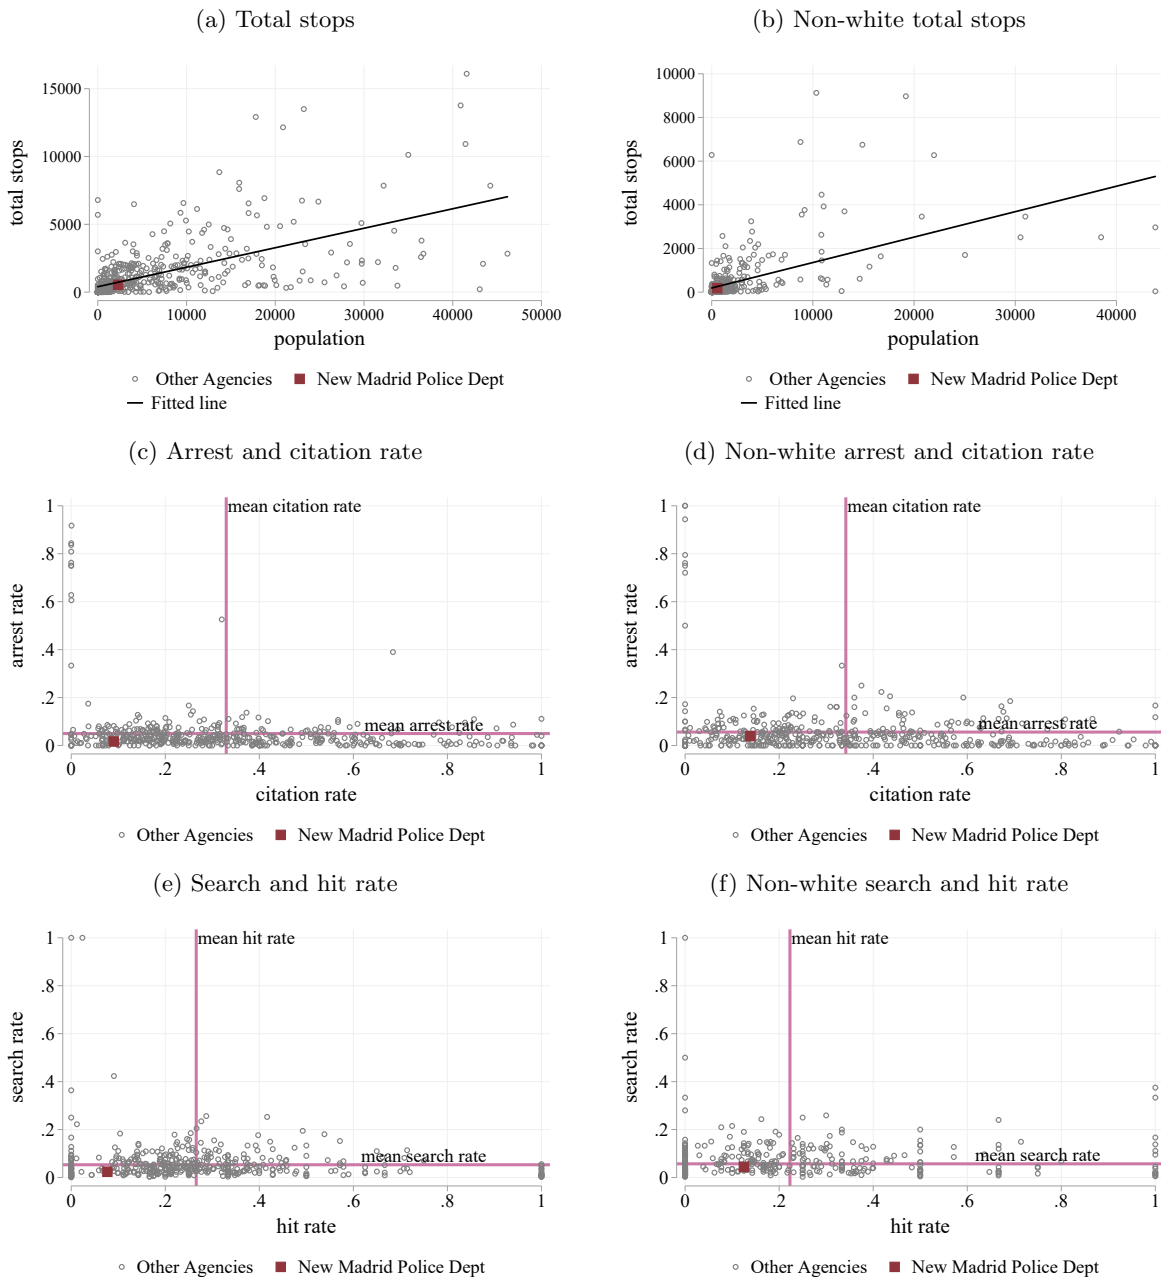 (a) Total stops
(b) Non-white total stops
total stops
15000
10000
5000
0
0 10000 20000 30000 40000 50000
population
Other Agencies New Madrid Police Dept
Fitted line
total stops
10000
8000
6000
4000
2000
0
0 10000 20000 30000 40000
population
Other Agencies New Madrid Police Dept
Fitted line
(c) Arrest and citation rate
(d) Non-white arrest and citation rate
arrest rate
1
.8
.6
.4
.2
0
mean citation rate
mean arrest rate
0 .2 .4 .6 .8 1
citation rate
Other Agencies New Madrid Police Dept
arrest rate
1
.8
.6
.4
.2
0
mean citation rate
mean arrest rate
0 .2 .4 .6 .8 1
citation rate
Other Agencies New Madrid Police Dept
(e) Search and hit rate
(f) Non-white search and hit rate
search rate
1
.8
.6
.4
.2
0
mean hit rate
mean search rate
0 .2 .4 .6 .8 1
hit rate
Other Agencies New Madrid Police Dept
search rate
1
.8
.6
.4
.2
0
mean hit rate
mean search rate
0 .2 .4 .6 .8 1
hit rate
Other Agencies New Madrid Police Dept